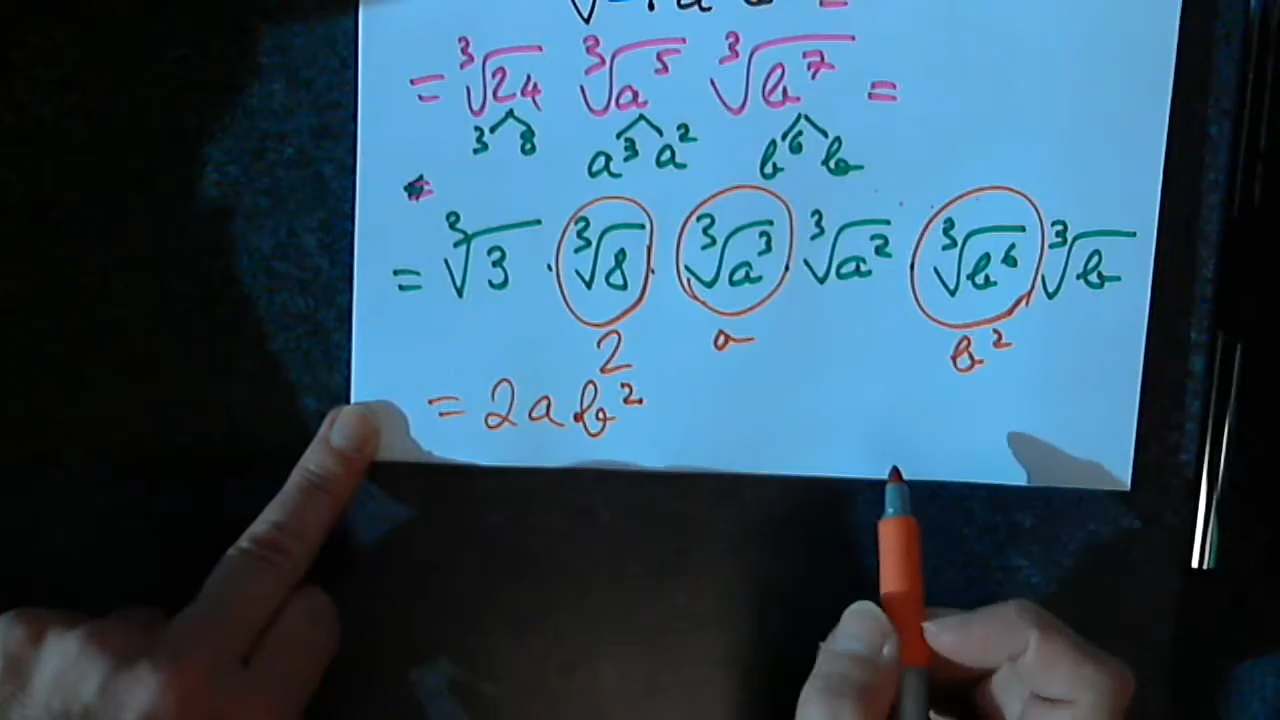 = ∛24 ∛a⁵ ∛b⁷ =
3 8 a³ a² b⁶ b
= ∛3 · ∛8 · ∛a³ · ∛a² · ∛b⁶ ∛b
2 a b²
= 2ab²